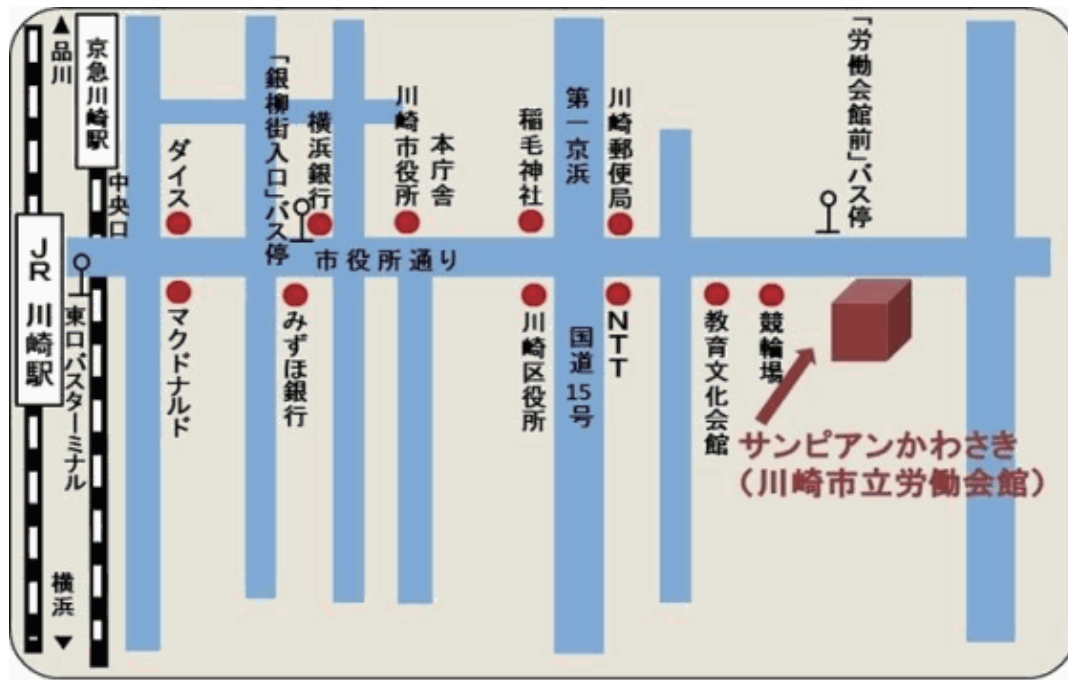 ▲品川
京急川崎駅
中央口
JR 川崎駅
東口バスターミナル
横浜▼
ダイス
マクドナルド
「銀柳街入口」バス停
横浜銀行
みずほ銀行
市役所通り
川崎市役所
本庁舎
稲毛神社
川崎区役所
第一京浜
国道15号
川崎郵便局
NTT
教育文化会館
競輪場
「労働会館前」バス停
サンピアンかわさき
（川崎市立労働会館）